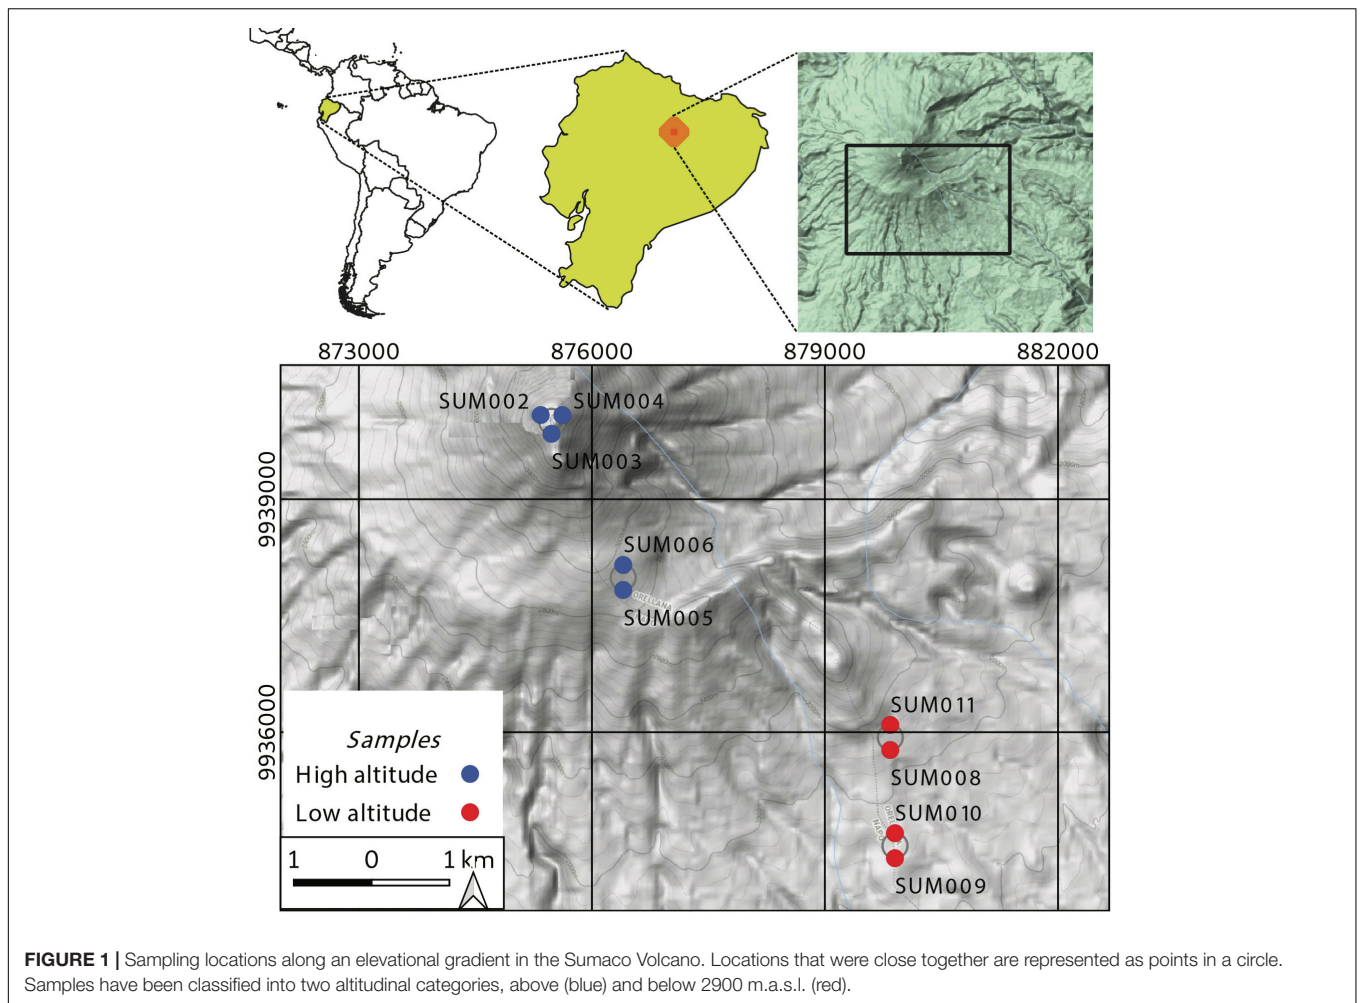 873000 876000 879000 882000
SUM002 SUM004
SUM003
9939000
SUM006
ORELLANA
SUM005
SUM011
9936000
Samples
High altitude
SUM008
Low altitude
SUM010
NAPO
1 0 1 km
SUM009
FIGURE 1 | Sampling locations along an elevational gradient in the Sumaco Volcano. Locations that were close together are represented as points in a circle.
Samples have been classified into two altitudinal categories, above (blue) and below 2900 m.a.s.l. (red).